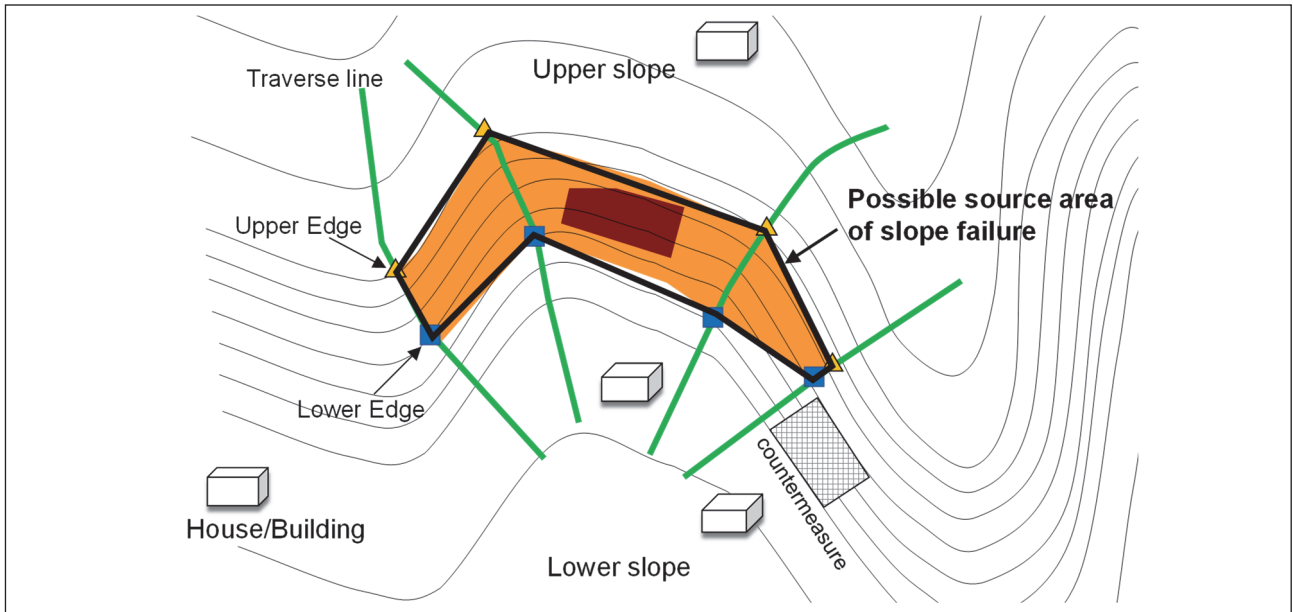 Upper slope
Traverse line
Possible source area
of slope failure
Upper Edge
Lower Edge
countermeasure
House/Building
Lower slope